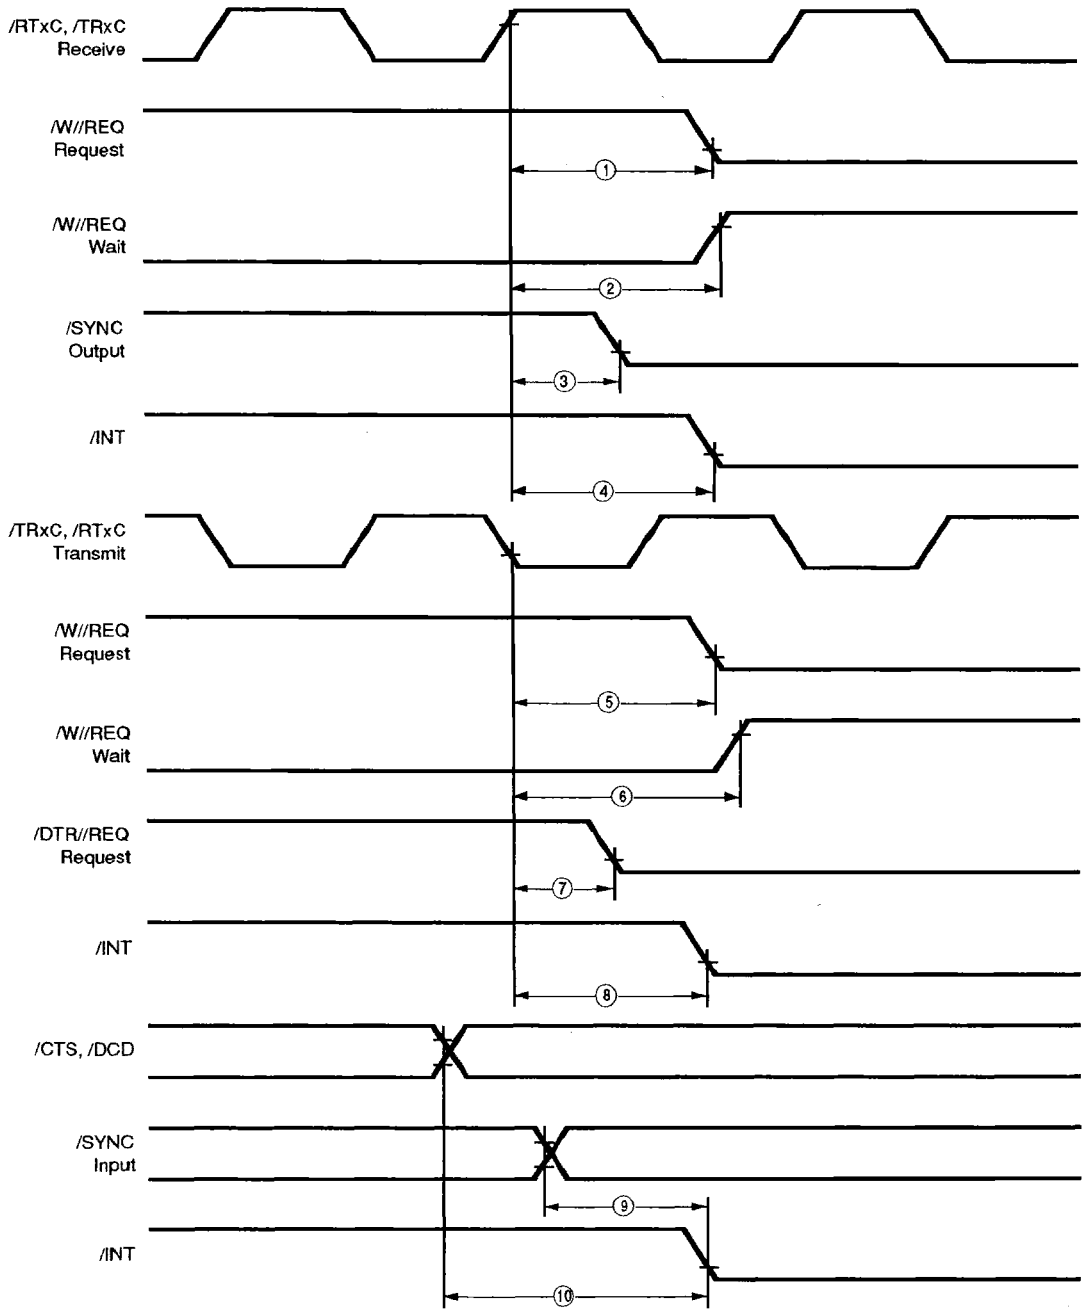 /RTxC, /TRxC
Receive
/W//REQ
Request
1
/W//REQ
Wait
2
/SYNC
Output
3
/INT
4
/TRxC, /RTxC
Transmit
/W//REQ
Request
5
/W//REQ
Wait
6
/DTR//REQ
Request
7
/INT
8
/CTS, /DCD
/SYNC
Input
9
/INT
10